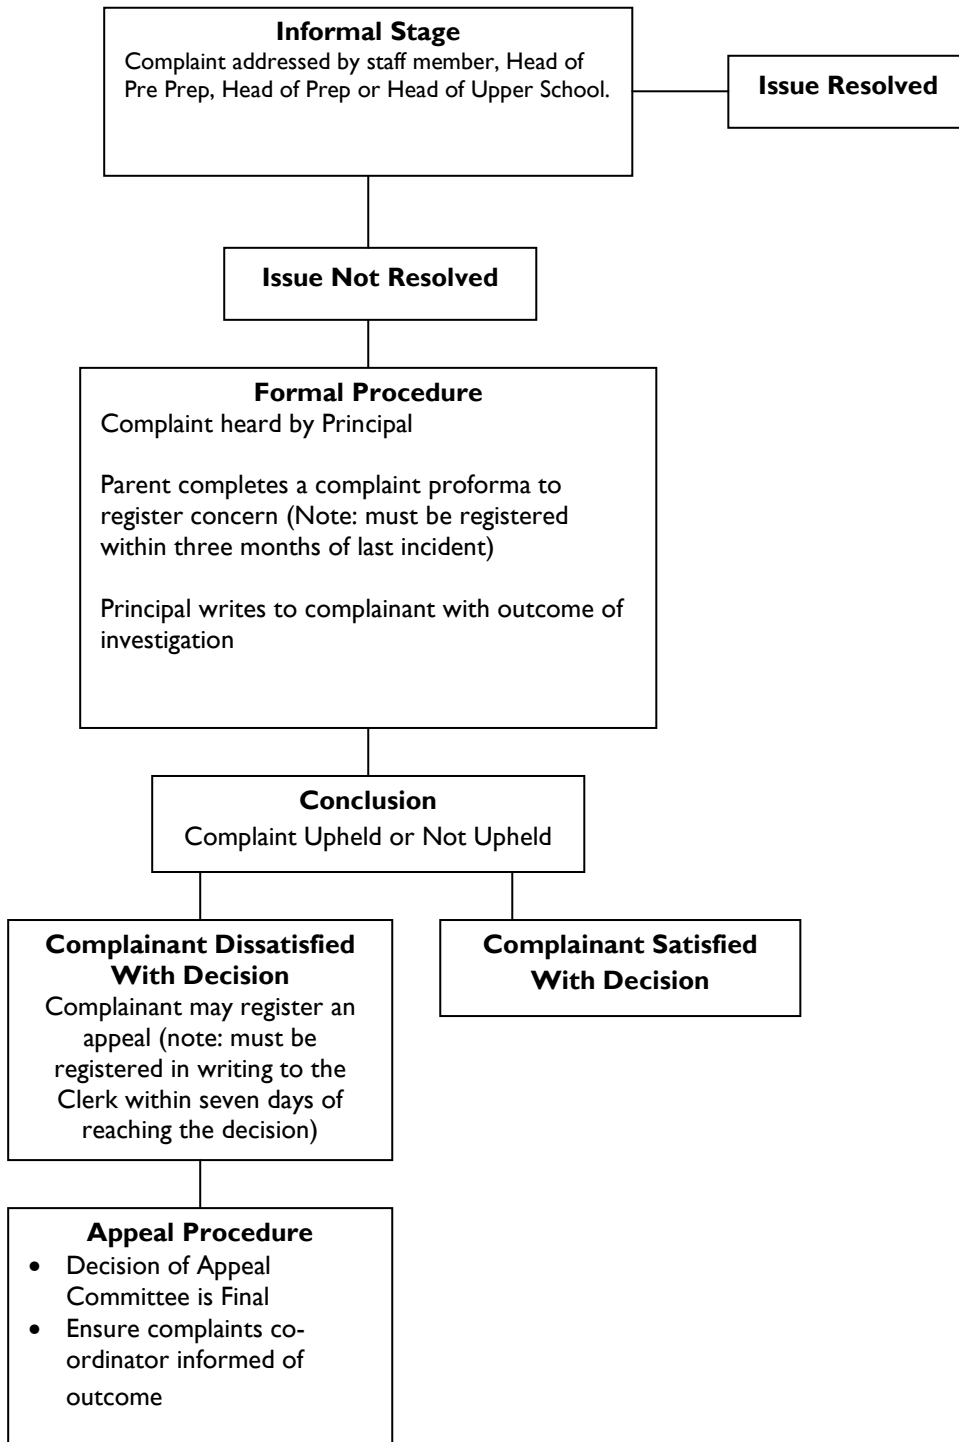 Informal Stage
Complaint addressed by staff member, Head of
Pre Prep, Head of Prep or Head of Upper School.
Issue Resolved
Issue Not Resolved
Formal Procedure
Complaint heard by Principal
Parent completes a complaint proforma to
register concern (Note: must be registered
within three months of last incident)
Principal writes to complainant with outcome of
investigation
Conclusion
Complaint Upheld or Not Upheld
Complainant Dissatisfied
With Decision
Complainant may register an
appeal (note: must be
registered in writing to the
Clerk within seven days of
reaching the decision)
Complainant Satisfied
With Decision
Appeal Procedure
• Decision of Appeal
Committee is Final
• Ensure complaints co-
ordinator informed of
outcome